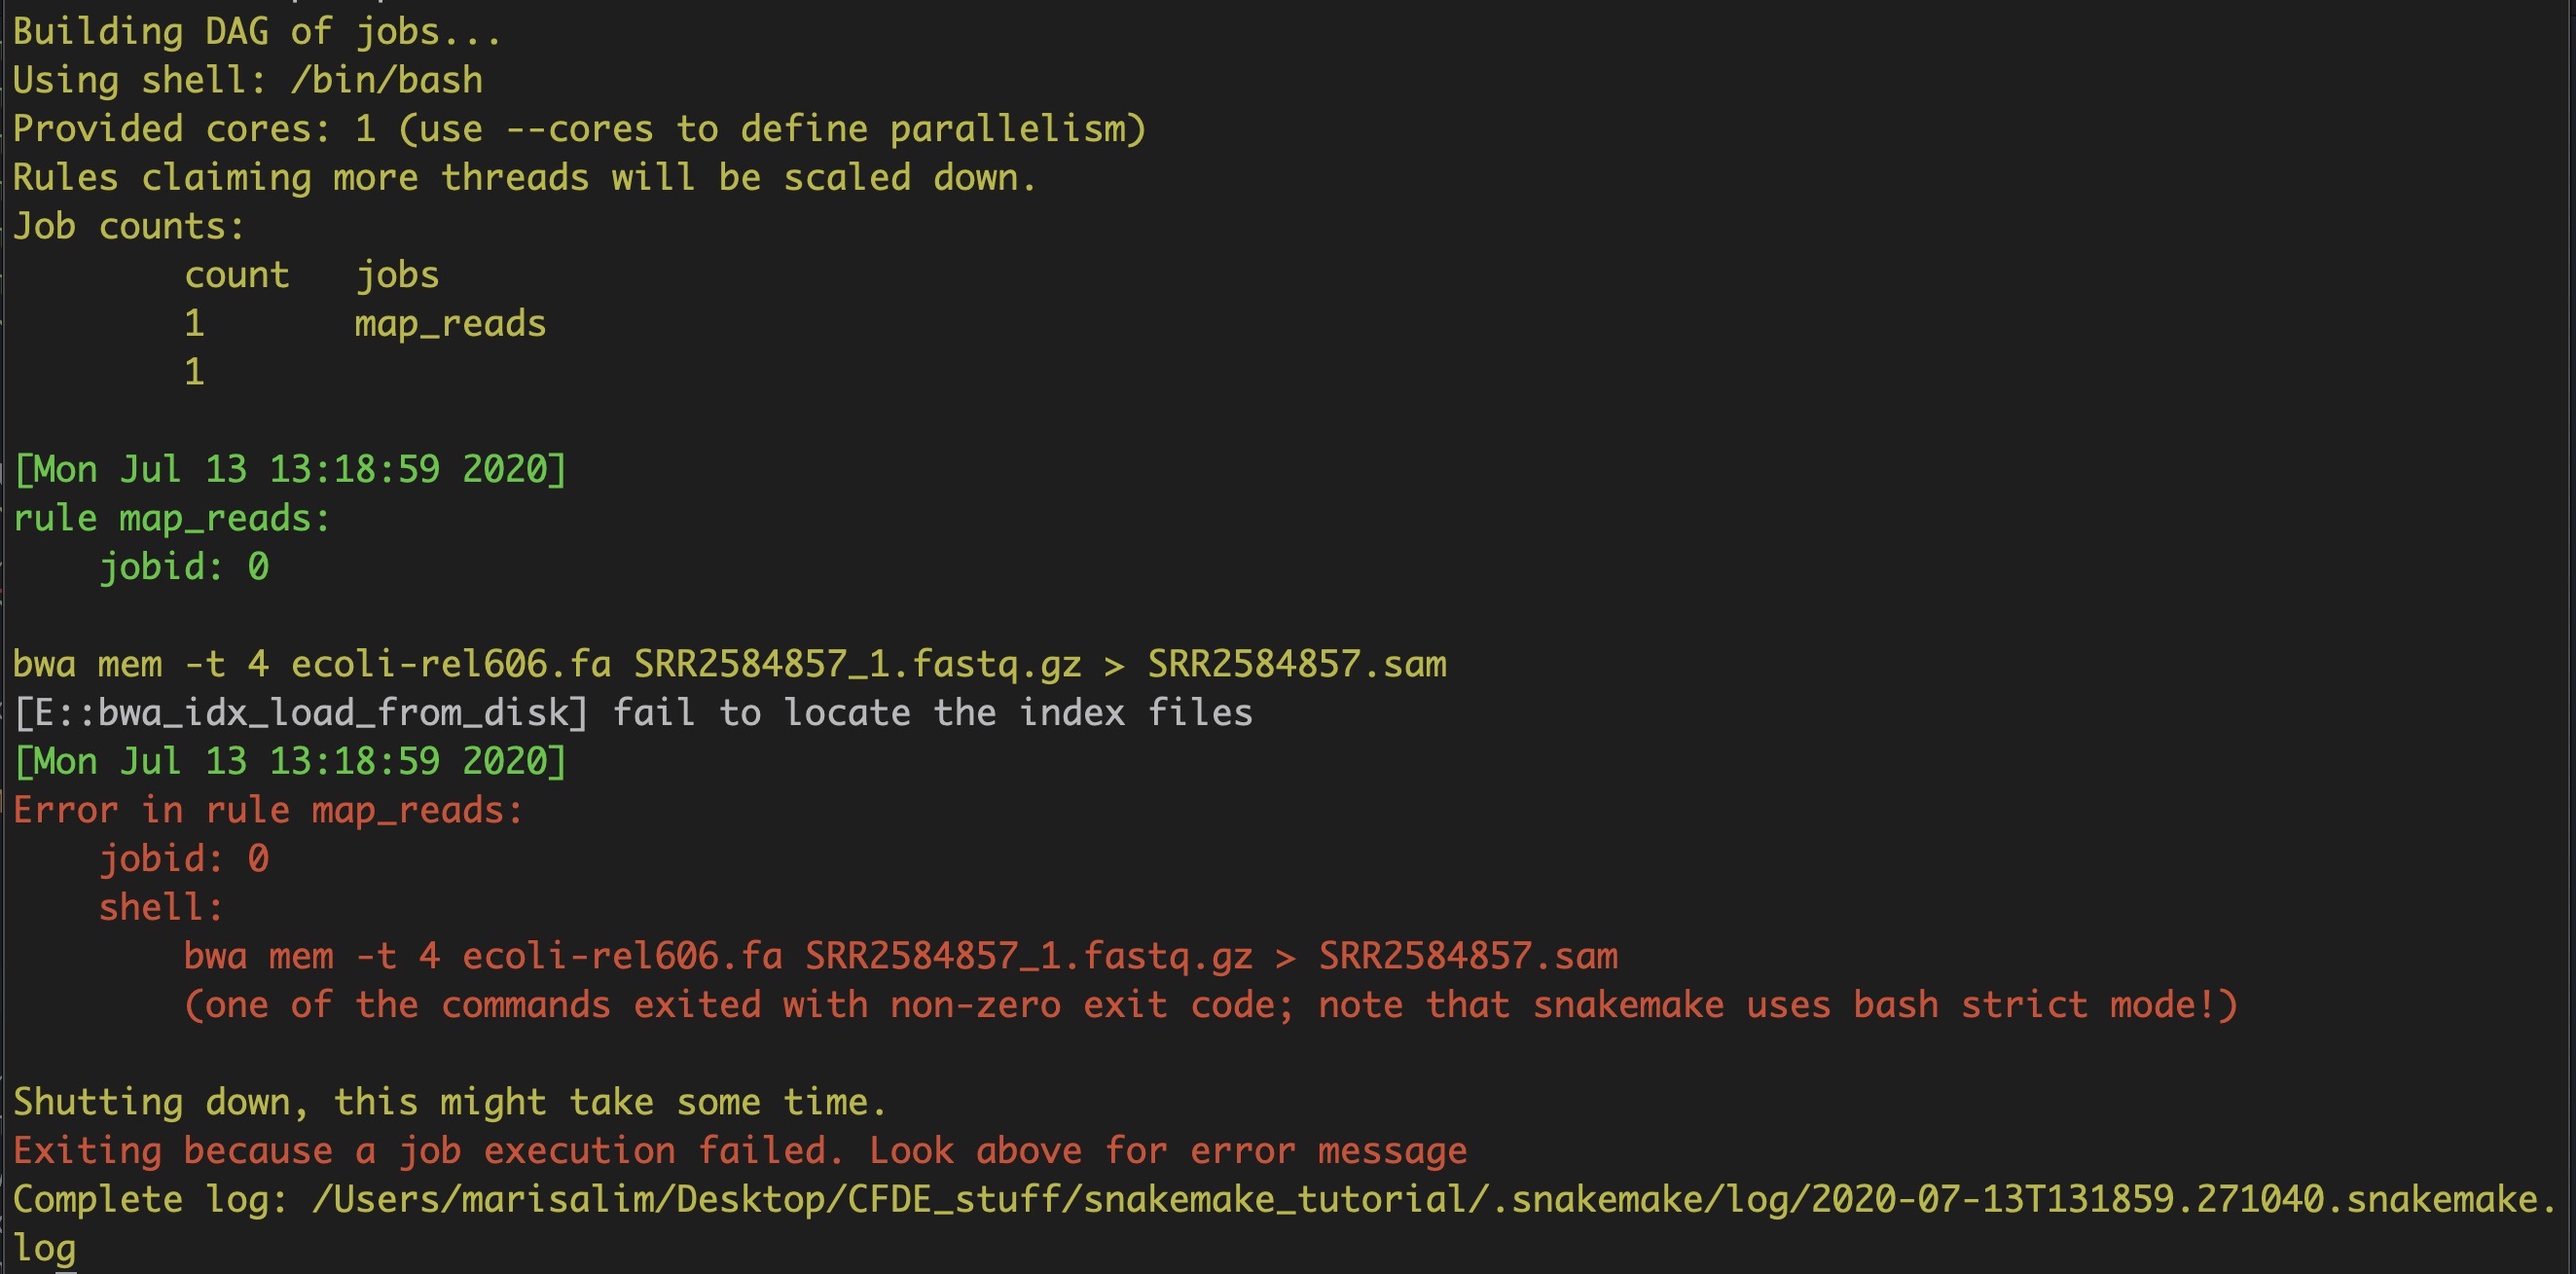 Building DAG of jobs...
Using shell: /bin/bash
Provided cores: 1 (use --cores to define parallelism)
Rules claiming more threads will be scaled down.
Job counts:
        count   jobs
        1       map_reads
        1

[Mon Jul 13 13:18:59 2020]
rule map_reads:
    jobid: 0

bwa mem -t 4 ecoli-rel606.fa SRR2584857_1.fastq.gz > SRR2584857.sam
[E::bwa_idx_load_from_disk] fail to locate the index files
[Mon Jul 13 13:18:59 2020]
Error in rule map_reads:
    jobid: 0
    shell:
        bwa mem -t 4 ecoli-rel606.fa SRR2584857_1.fastq.gz > SRR2584857.sam
        (one of the commands exited with non-zero exit code; note that snakemake uses bash strict mode!)

Shutting down, this might take some time.
Exiting because a job execution failed. Look above for error message
Complete log: /Users/marisalim/Desktop/CFDE_stuff/snakemake_tutorial/.snakemake/log/2020-07-13T131859.271040.snakemake.
log